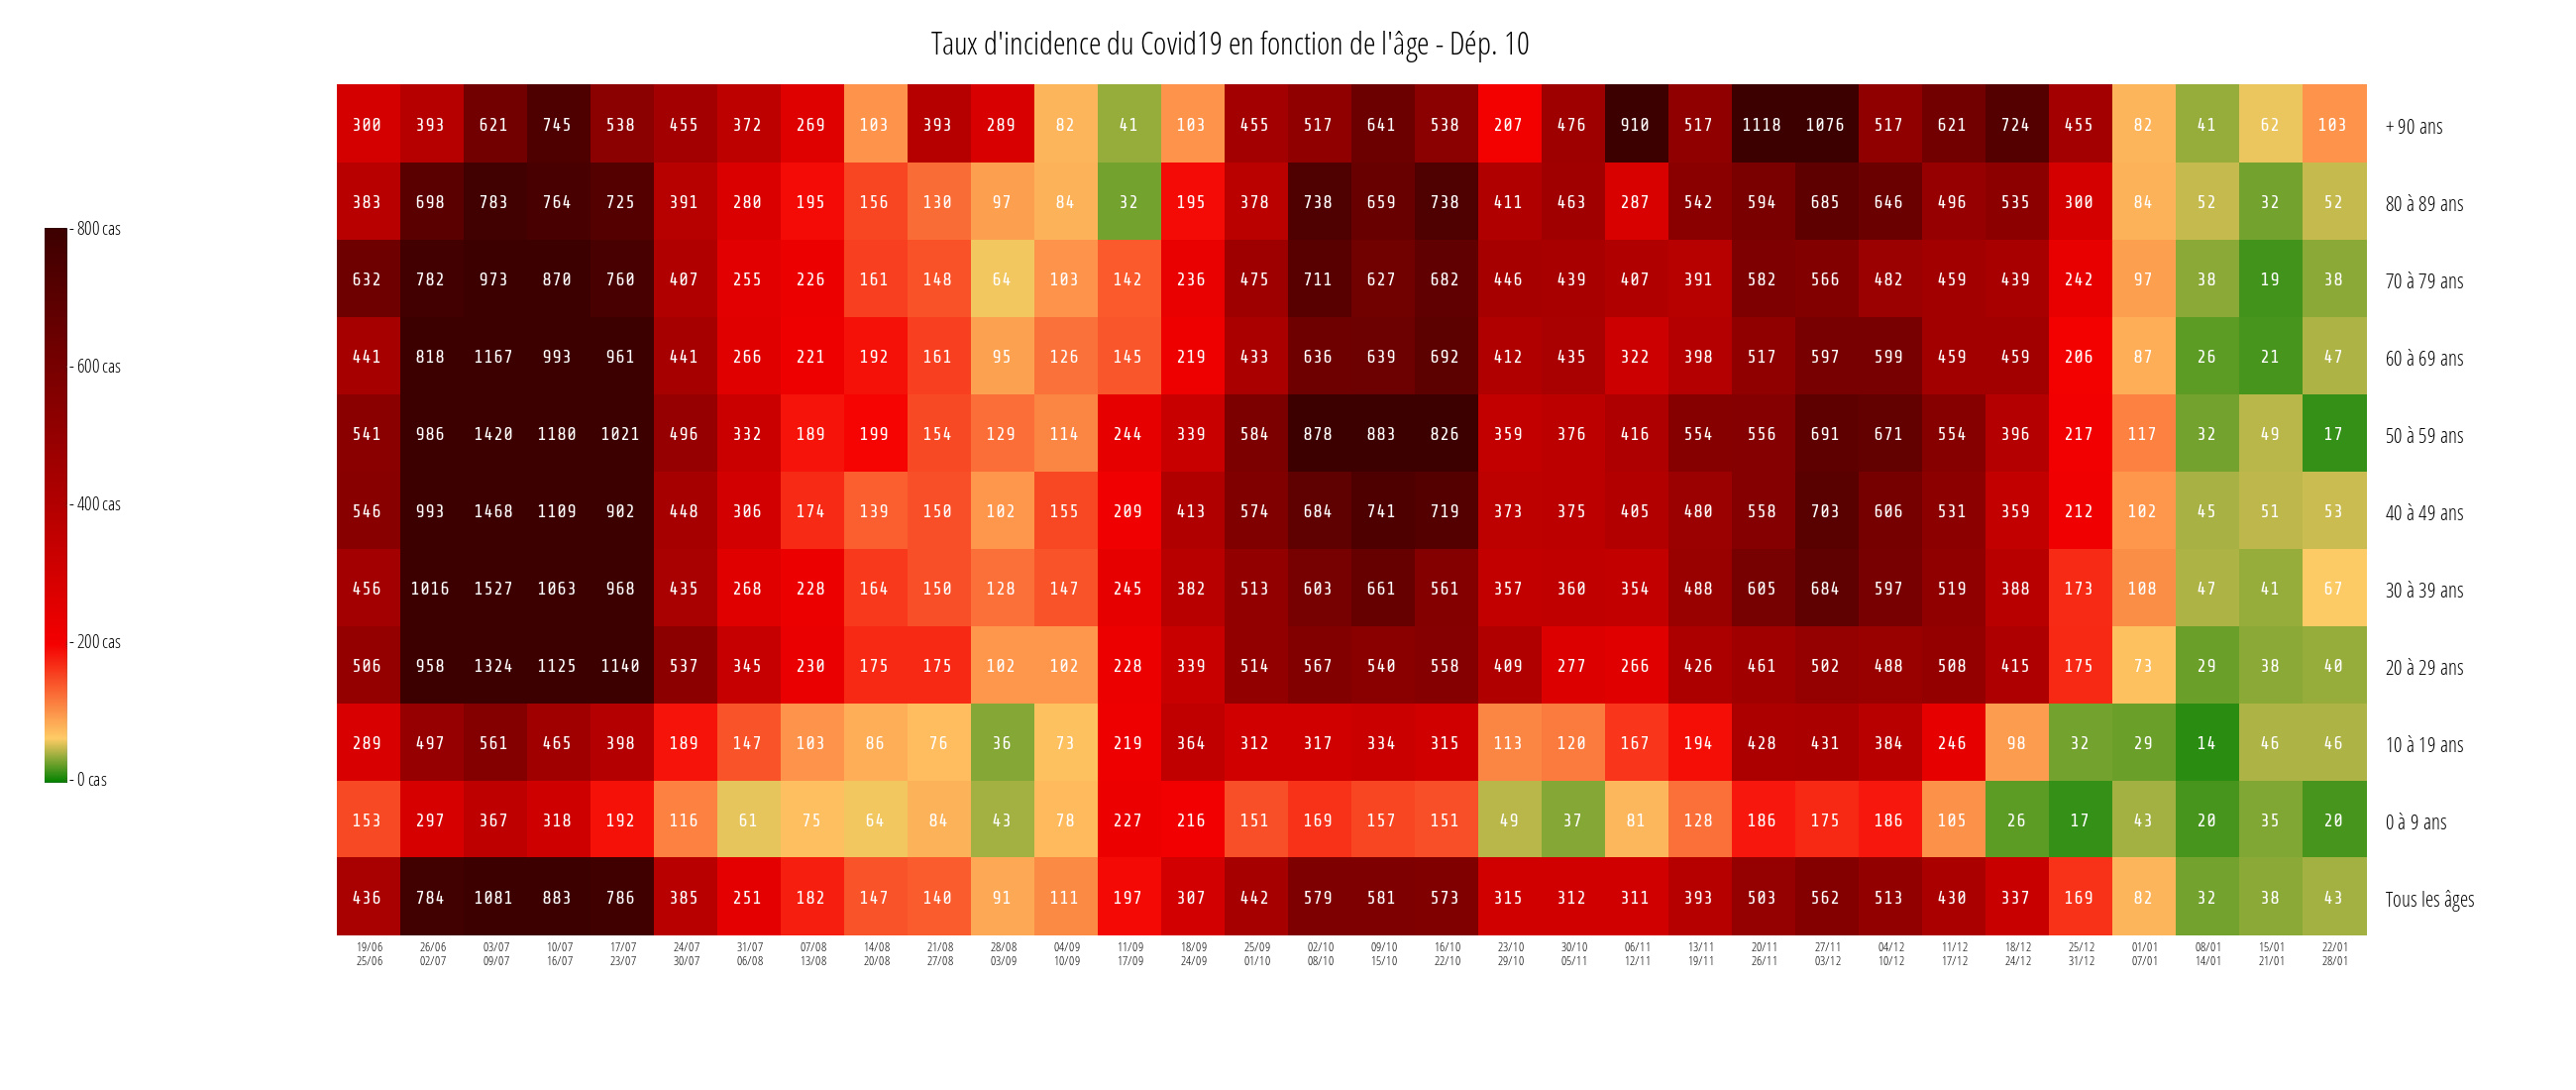 Taux d'incidence du Covid19 en fonction de l'âge - Dép. 10
300 393 621 745 538 455 372 269 103 393 289 82 41 103 455 517 641 538 207 476 910 517 1118 1076 517 621 724 455 82 41 62 103 + 90 ans
383 698 783 764 725 391 280 195 156 130 97 84 32 195 378 738 659 738 411 463 287 542 594 685 646 496 535 300 84 52 32 52 80 à 89 ans
- 800 cas
632 782 973 870 760 407 255 226 161 148 64 103 142 236 475 711 627 682 446 439 407 391 582 566 482 459 439 242 97 38 19 38 70 à 79 ans
441 818 1167 993 961 441 266 221 192 161 95 126 145 219 433 636 639 692 412 435 322 398 517 597 599 459 459 206 87 26 21 47 60 à 69 ans
- 600 cas
541 986 1420 1180 1021 496 332 189 199 154 129 114 244 339 584 878 883 826 359 376 416 554 556 691 671 554 396 217 117 32 49 17 50 à 59 ans
- 400 cas
546 993 1468 1109 902 448 306 174 139 150 102 155 209 413 574 684 741 719 373 375 405 480 558 703 606 531 359 212 102 45 51 53 40 à 49 ans
456 1016 1527 1063 968 435 268 228 164 150 128 147 245 382 513 603 661 561 357 360 354 488 605 684 597 519 388 173 108 47 41 67 30 à 39 ans
- 200 cas
506 958 1324 1125 1140 537 345 230 175 175 102 102 228 339 514 567 540 558 409 277 266 426 461 502 488 508 415 175 73 29 38 40 20 à 29 ans
289 497 561 465 398 189 147 103 86 76 36 73 219 364 312 317 334 315 113 120 167 194 428 431 384 246 98 32 29 14 46 46 10 à 19 ans
- 0 cas
153 297 367 318 192 116 61 75 64 84 43 78 227 216 151 169 157 151 49 37 81 128 186 175 186 105 26 17 43 20 35 20 0 à 9 ans
436 784 1081 883 786 385 251 182 147 140 91 111 197 307 442 579 581 573 315 312 311 393 503 562 513 430 337 169 82 32 38 43 Tous les âges
19/06 26/06 03/07 10/07 17/07 24/07 31/07 07/08 14/08 21/08 28/08 04/09 11/09 18/09 25/09 02/10 09/10 16/10 23/10 30/10 06/11 13/11 20/11 27/11 04/12 11/12 18/12 25/12 01/01 08/01 15/01 22/01
25/06 02/07 09/07 16/07 23/07 30/07 06/08 13/08 20/08 27/08 03/09 10/09 17/09 24/09 01/10 08/10 15/10 22/10 29/10 05/11 12/11 19/11 26/11 03/12 10/12 17/12 24/12 31/12 07/01 14/01 21/01 28/01